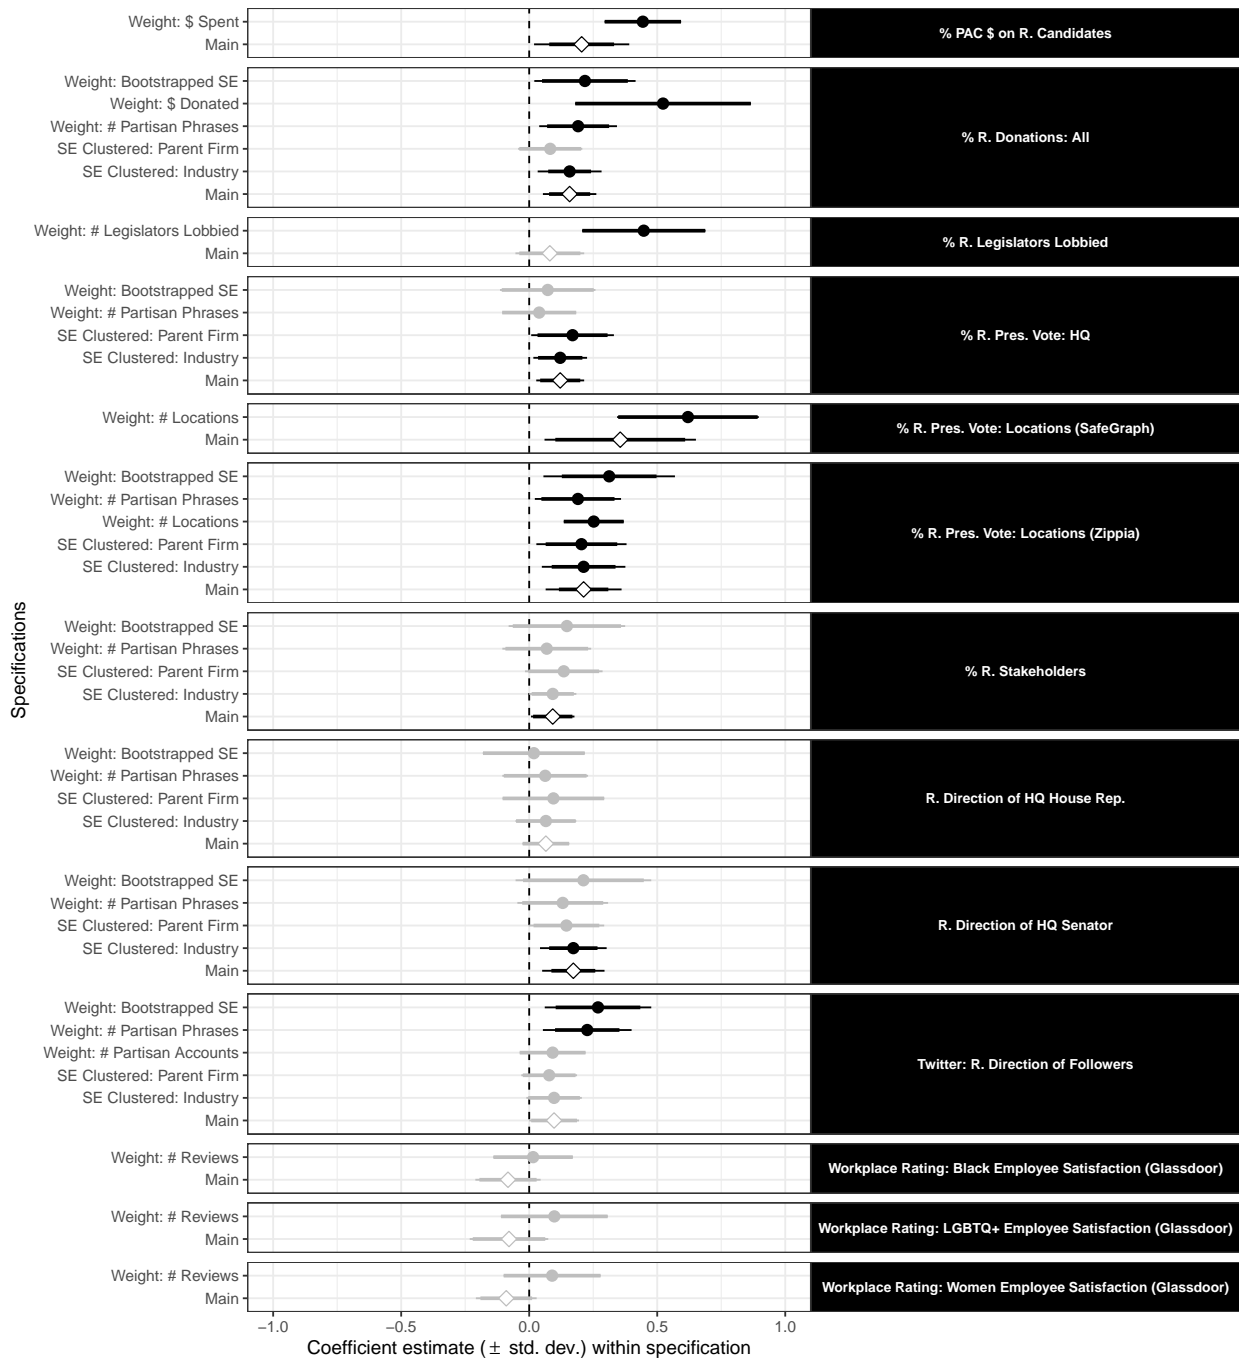 Weight: $ Spent
Main
% PAC $ on R. Candidates
Weight: Bootstrapped SE
Weight: $ Donated
Weight: # Partisan Phrases
SE Clustered: Parent Firm
SE Clustered: Industry
Main
% R. Donations: All
Weight: # Legislators Lobbied
Main
% R. Legislators Lobbied
Weight: Bootstrapped SE
Weight: # Partisan Phrases
SE Clustered: Parent Firm
SE Clustered: Industry
Main
% R. Pres. Vote: HQ
Weight: # Locations
Main
% R. Pres. Vote: Locations (SafeGraph)
Weight: Bootstrapped SE
Weight: # Partisan Phrases
Weight: # Locations
SE Clustered: Parent Firm
SE Clustered: Industry
Main
% R. Pres. Vote: Locations (Zippia)
Weight: Bootstrapped SE
Weight: # Partisan Phrases
SE Clustered: Parent Firm
SE Clustered: Industry
Main
% R. Stakeholders
Weight: Bootstrapped SE
Weight: # Partisan Phrases
SE Clustered: Parent Firm
SE Clustered: Industry
Main
R. Direction of HQ House Rep.
Weight: Bootstrapped SE
Weight: # Partisan Phrases
SE Clustered: Parent Firm
SE Clustered: Industry
Main
R. Direction of HQ Senator
Weight: Bootstrapped SE
Weight: # Partisan Phrases
Weight: # Partisan Accounts
SE Clustered: Parent Firm
SE Clustered: Industry
Main
Twitter: R. Direction of Followers
Weight: # Reviews
Main
Workplace Rating: Black Employee Satisfaction (Glassdoor)
Weight: # Reviews
Main
Workplace Rating: LGBTQ+ Employee Satisfaction (Glassdoor)
Weight: # Reviews
Main
Workplace Rating: Women Employee Satisfaction (Glassdoor)
Specifications
−1.0 −0.5 0.0 0.5 1.0
Coefficient estimate (± std. dev.) within specification